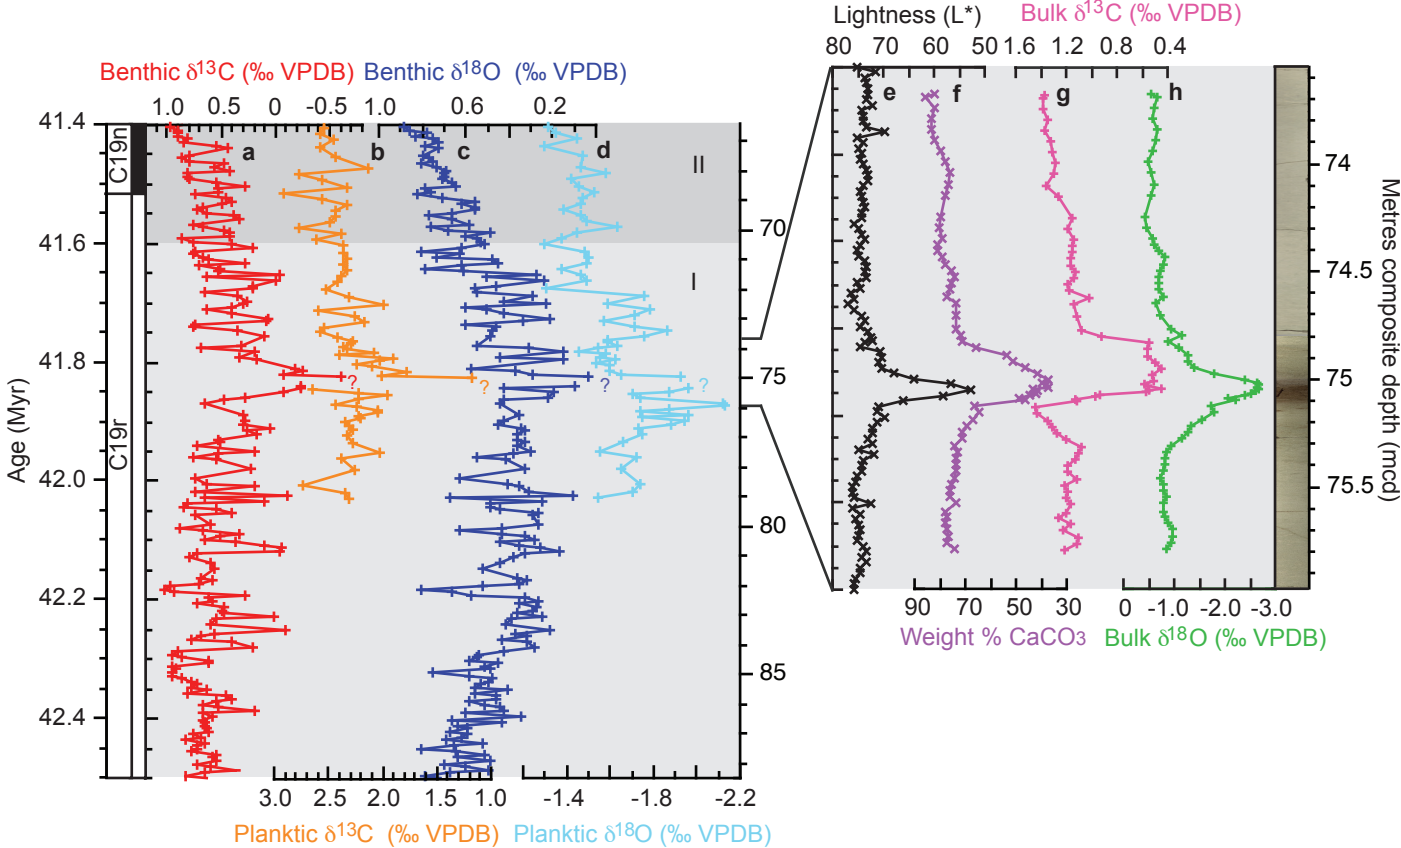 Lightness (L*) Bulk δ13C (‰ VPDB)
80 70 60 50 1.6 1.2 0.8 0.4
Benthic δ13C (‰ VPDB) Benthic δ18O (‰ VPDB)
1.0 0.5 0 -0.5 1.0 0.6 0.2
e f g h
41.4
C19n
a b c d
II
74
70
41.6
I
74.5
Metres composite depth (mcd)
41.8
? ? ? ?
75
75
Age (Myr)
C19r
42.0
75.5
80
42.2
90 70 50 30 0 -1.0 -2.0 -3.0
Weight % CaCO3 Bulk δ18O (‰ VPDB)
85
42.4
3.0 2.5 2.0 1.5 1.0 -1.4 -1.8 -2.2
Planktic δ13C (‰ VPDB) Planktic δ18O (‰ VPDB)